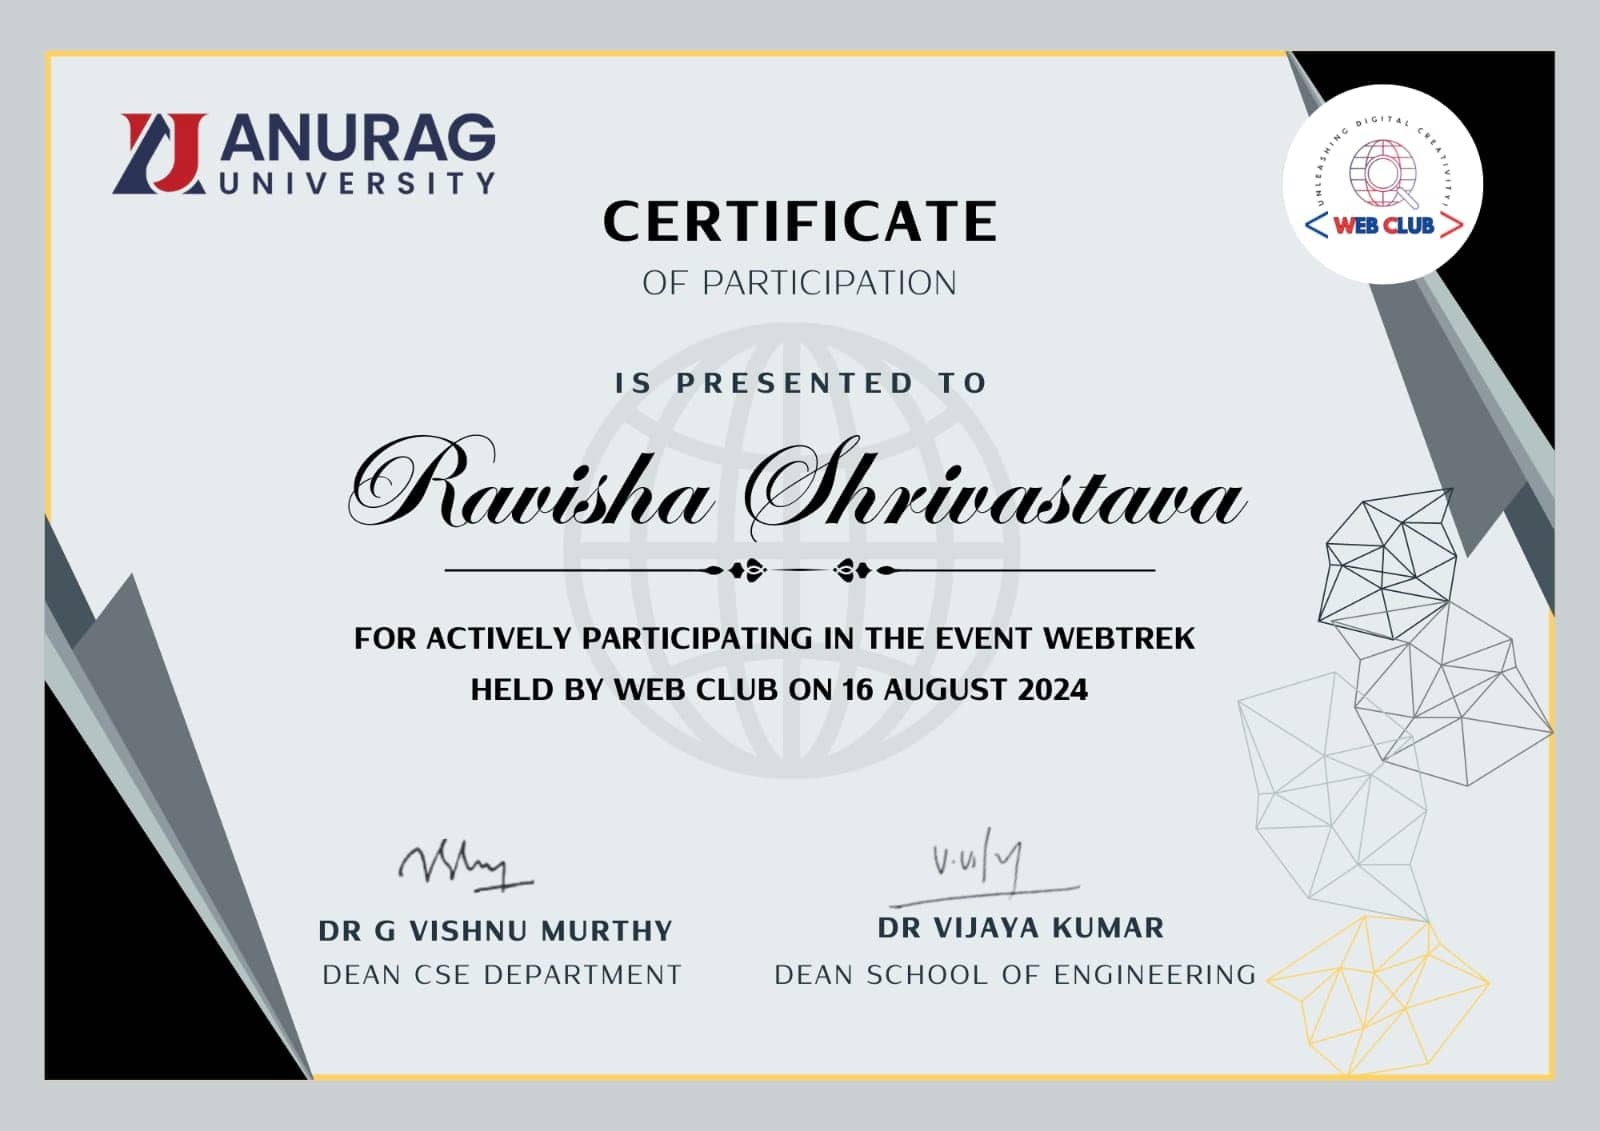 ANURAG
UNIVERSITY
UNLEASHING DIGITAL CREATIVITY!
< WEB CLUB >
CERTIFICATE
OF PARTICIPATION
IS PRESENTED TO
Ravisha Shrivastava
FOR ACTIVELY PARTICIPATING IN THE EVENT WEBTREK
HELD BY WEB CLUB ON 16 AUGUST 2024
DR G VISHNU MURTHY
DEAN CSE DEPARTMENT
DR VIJAYA KUMAR
DEAN SCHOOL OF ENGINEERING